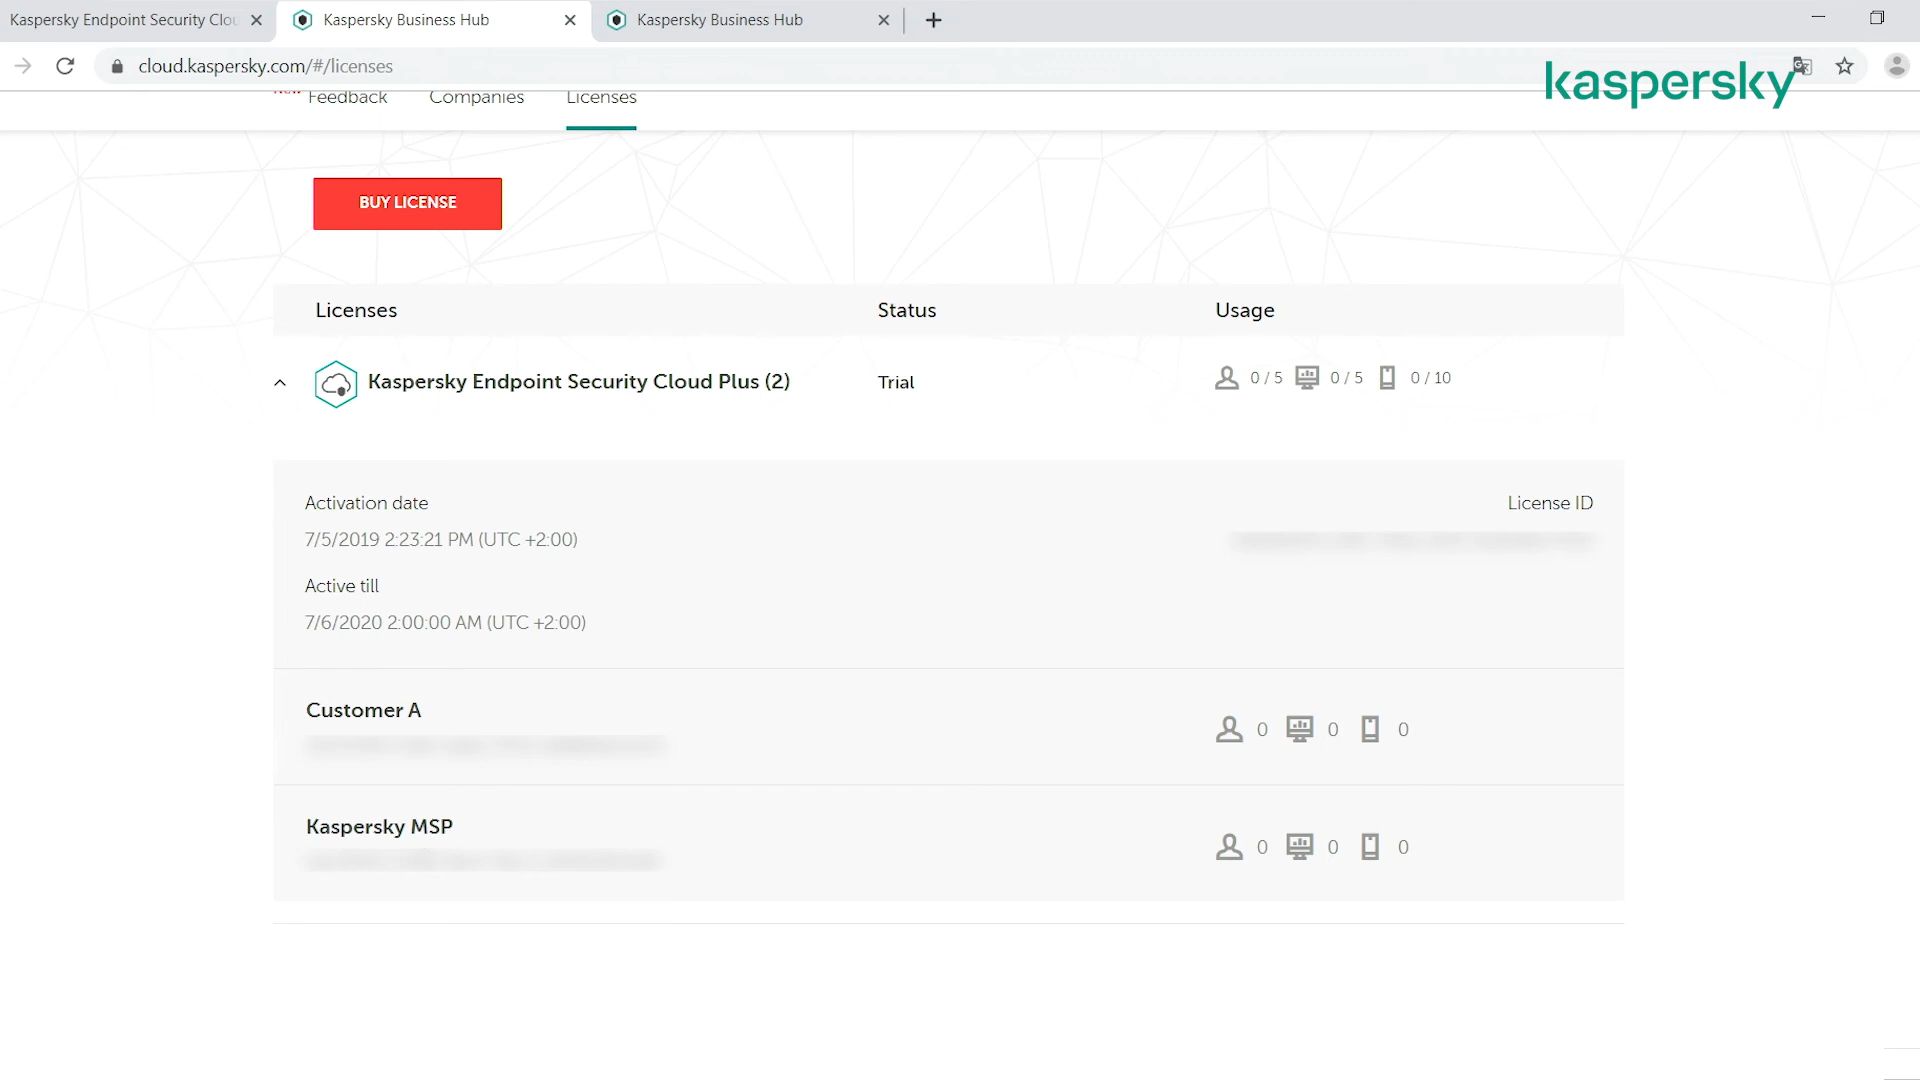 Kaspersky Endpoint Security Clou
Kaspersky Business Hub
Kaspersky Business Hub
cloud.kaspersky.com/#/licenses
kaspersky
New
Feedback
Companies
Licenses
BUY LICENSE
Licenses
Status
Usage
Kaspersky Endpoint Security Cloud Plus (2)
Trial
0 / 5
0 / 5
0 / 10
Activation date
License ID
7/5/2019 2:23:21 PM (UTC +2:00)
Active till
7/6/2020 2:00:00 AM (UTC +2:00)
Customer A
0
0
0
Kaspersky MSP
0
0
0